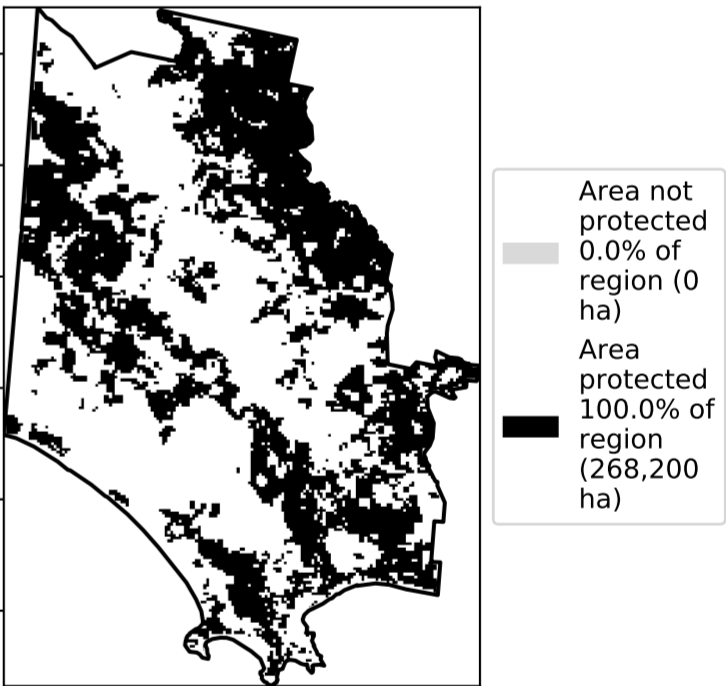 Area not
protected
0.0% of
region (0
ha)
Area
protected
100.0% of
region
(268,200
ha)